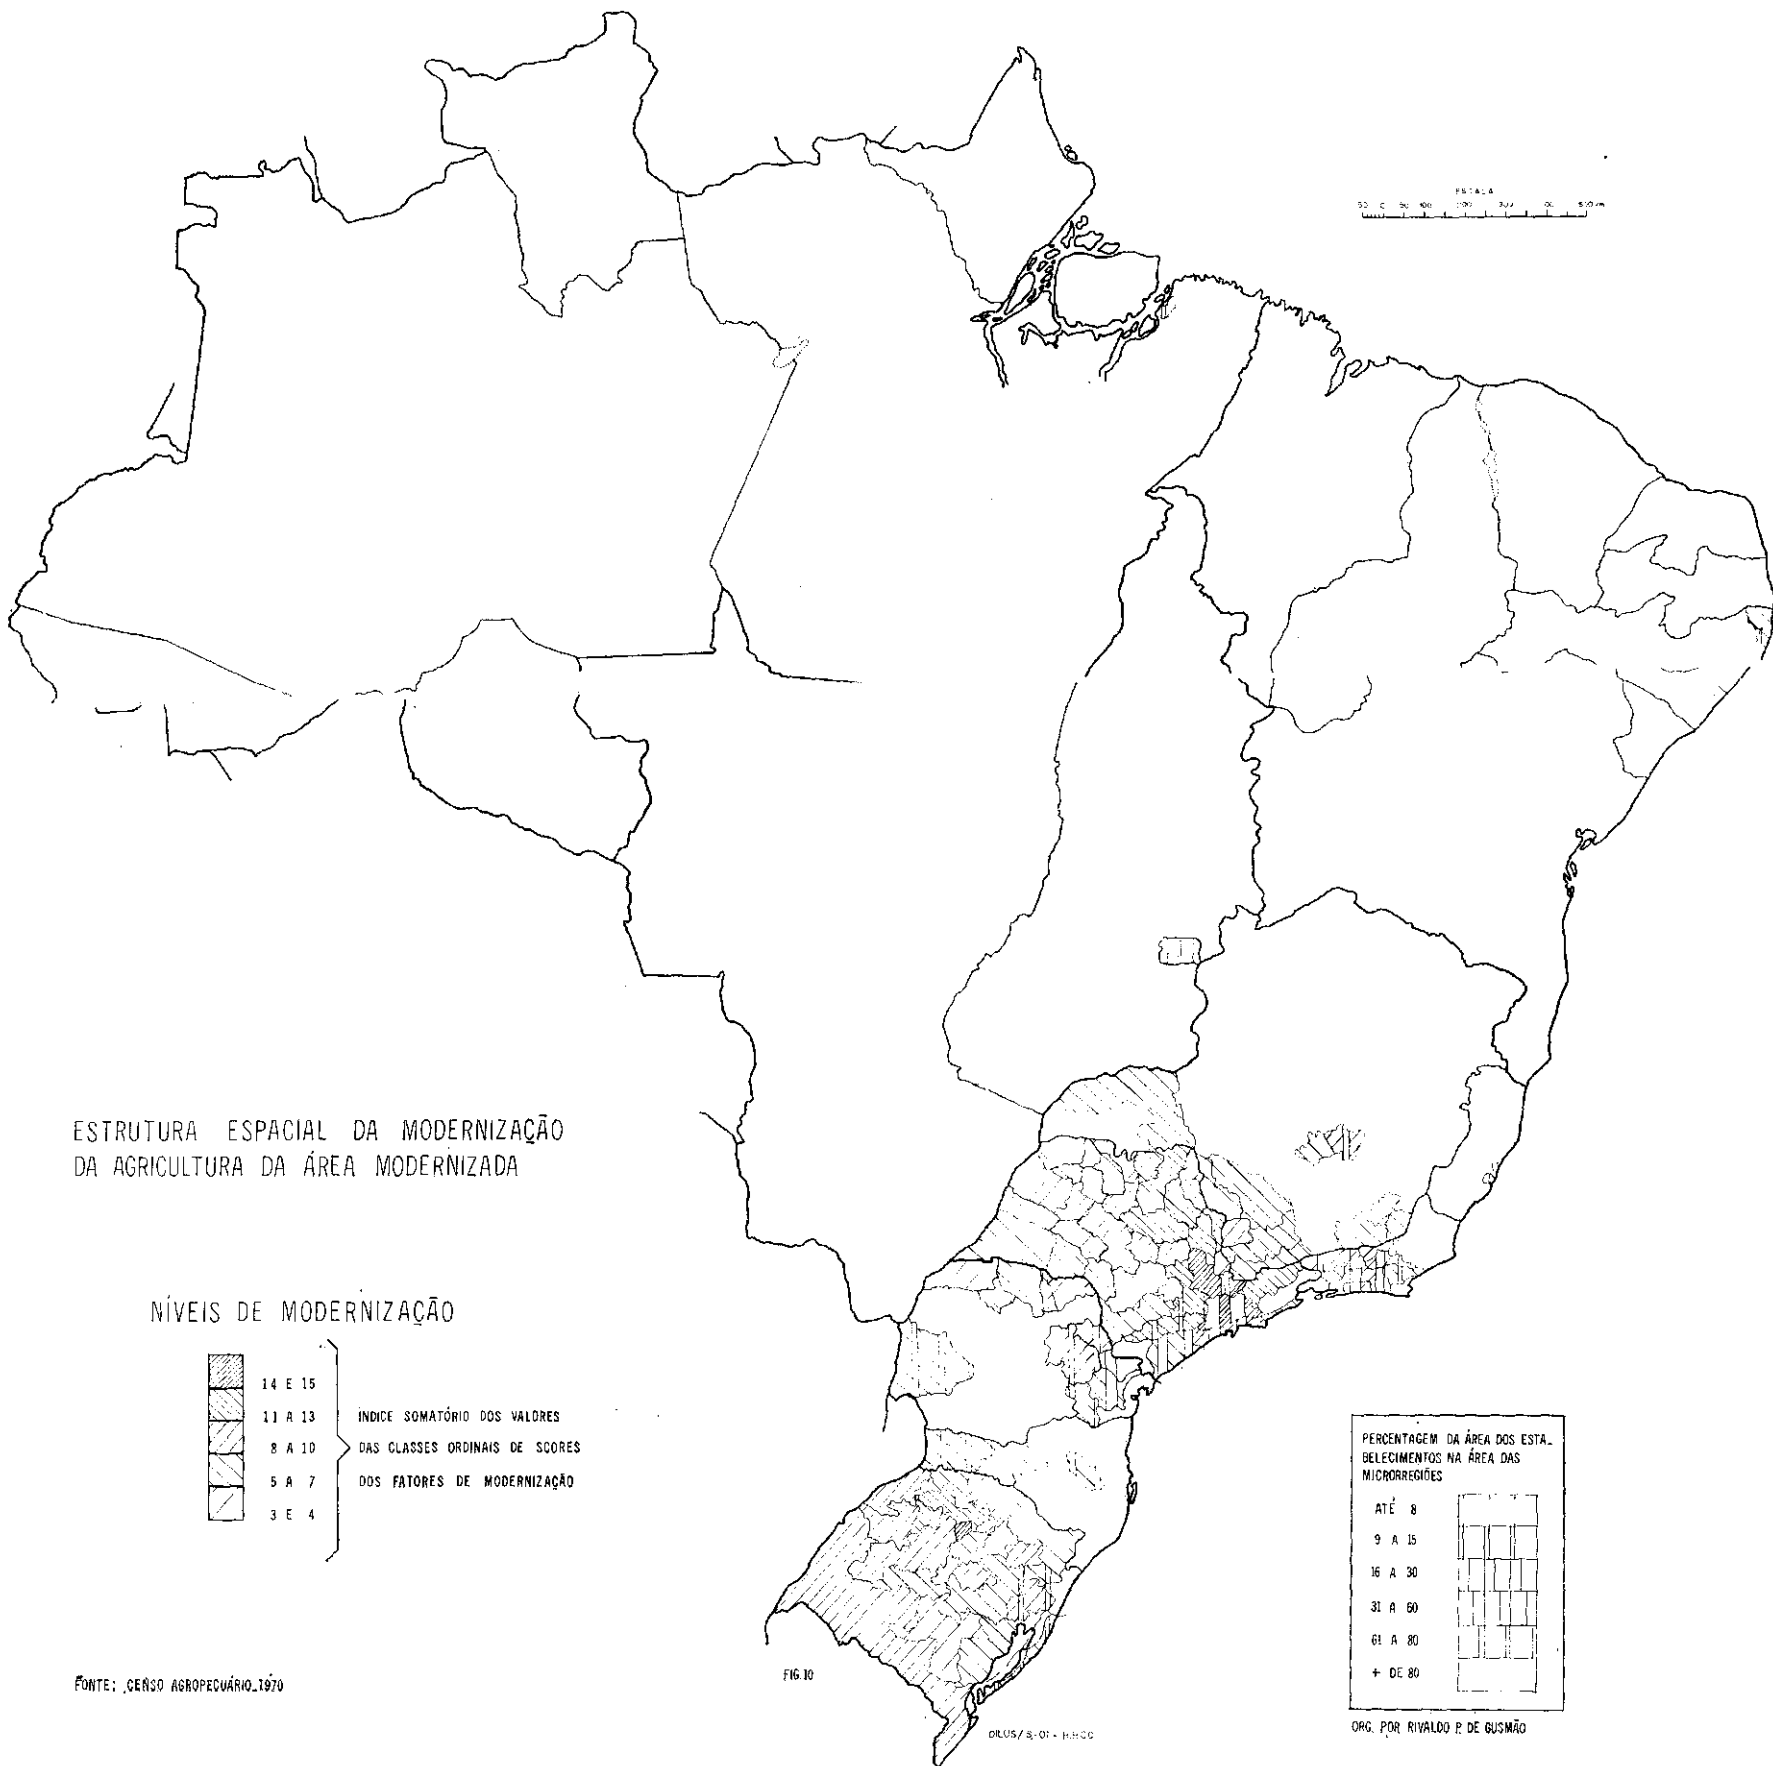 ESCALA
ESTRUTURA ESPACIAL DA MODERNIZAÇÃO
DA AGRICULTURA DA ÁREA MODERNIZADA
NÍVEIS DE MODERNIZAÇÃO
14 E 15
11 A 13
8 A 10
5 A 7
3 E 4
ÍNDICE SOMATÓRIO DOS VALORES
DAS CLASSES ORDINAIS DE SCORES
DOS FATORES DE MODERNIZAÇÃO
FONTE: CENSO AGROPECUÁRIO_1970
FIG.10
PERCENTAGEM DA ÁREA DOS ESTA_
BELECIMENTOS NA ÁREA DAS
MICRORREGIÕES
ATÉ 8
9 A 15
16 A 30
31 A 60
61 A 80
+ DE 80
ORG. POR RIVALDO P. DE GUSMÃO